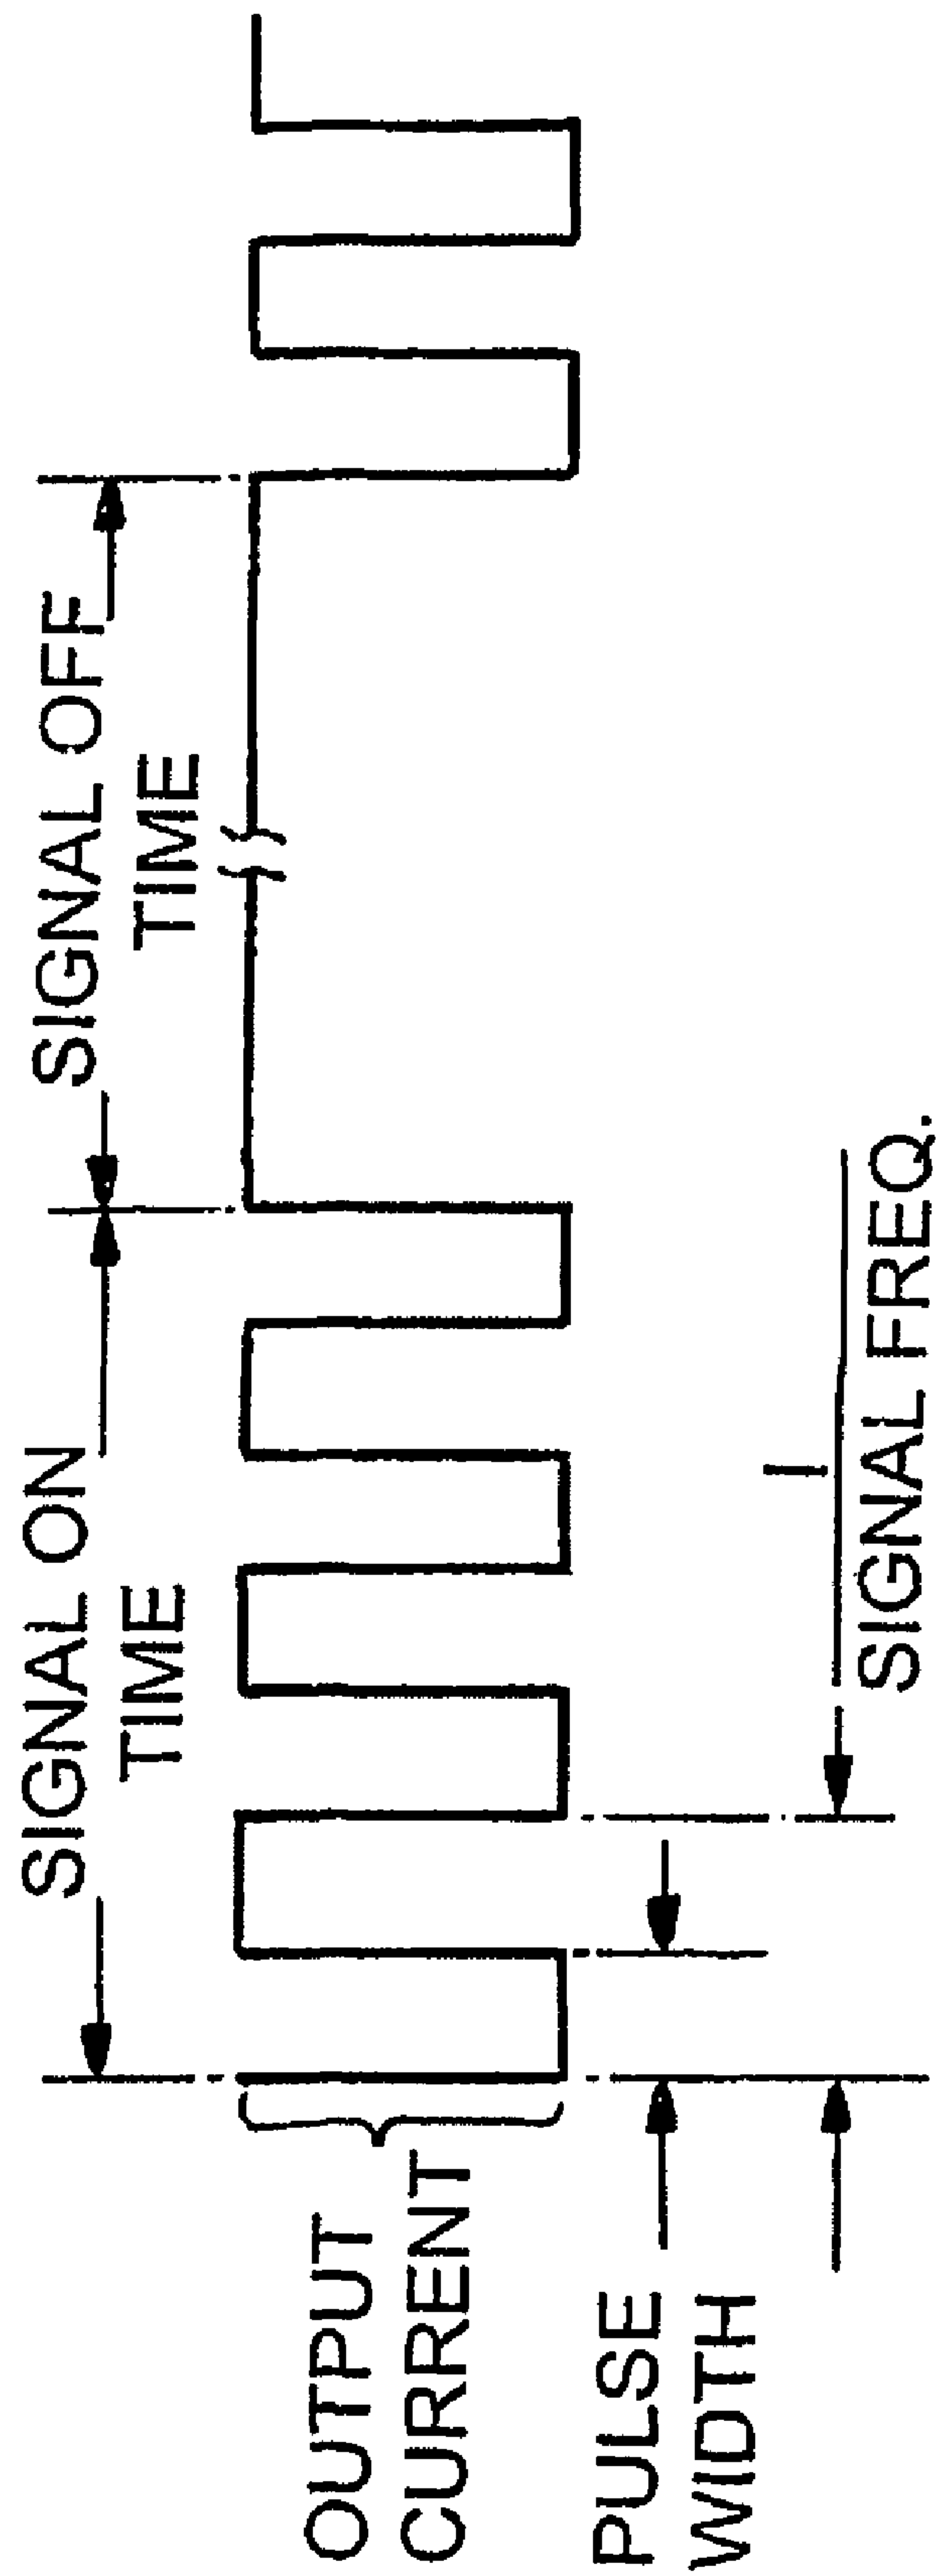 SIGNAL ON
TIME
SIGNAL OFF
TIME
OUTPUT
CURRENT
PULSE
WIDTH
1
SIGNAL FREQ.